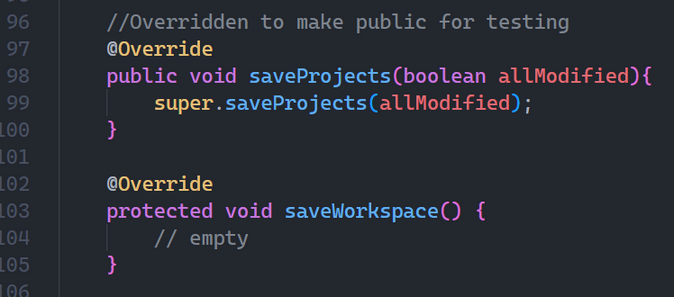 96 //Overridden to make public for testing
97 @Override
98 public void saveProjects(boolean allModified){
99 super.saveProjects(allModified);
100 }
101
102 @Override
103 protected void saveWorkspace() {
104 // empty
105 }
106